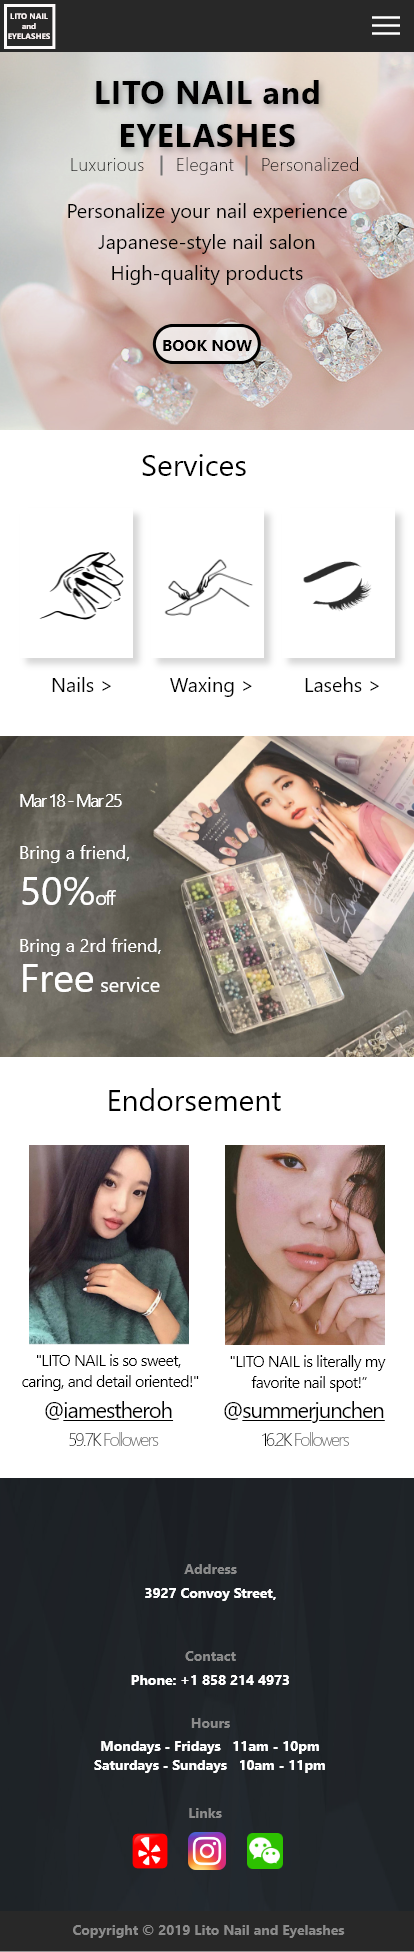 LITO NAIL
and
EYELASHES
LITO NAIL and
EYELASHES
Luxurious | Elegant | Personalized
Personalize your nail experience
Japanese-style nail salon
High-quality products
BOOK NOW
Services
Nails > Waxing > Lasehs >
Mar 18 - Mar 25
Bring a friend,
50%off
Bring a 2rd friend,
Free service
Endorsement
"LITO NAIL is so sweet,
caring, and detail oriented!"
@iamestheroh
59.7K Followers
"LITO NAIL is literally my
favorite nail spot!"
@summerjunchen
16.2K Followers
Address
3927 Convoy Street,
Contact
Phone: +1 858 214 4973
Hours
Mondays - Fridays 11am - 10pm
Saturdays - Sundays 10am - 11pm
Links
Copyright © 2019 Lito Nail and Eyelashes